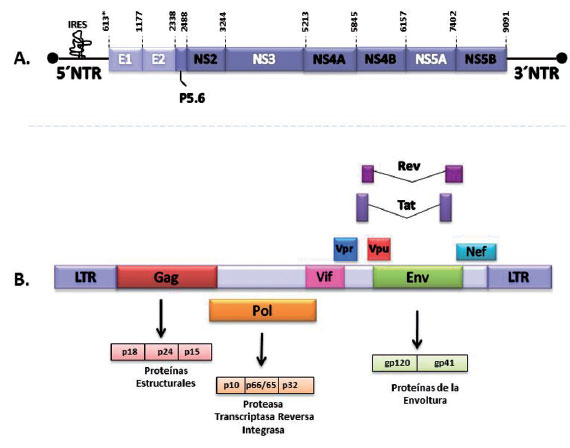 613* 1177 2338 2488 3244 5213 5845 6157 7402 9091
IRES
A.
E1 E2 NS2 NS3 NS4A NS4B NS5A NS5B
5´NTR 3´NTR
P5.6
Rev
Tat
Vpr Vpu Nef
B.
LTR Gag Vif Env LTR
Pol
p18 p24 p15
Proteínas
Estructurales
gp120 gp41
Proteínas de la
Envoltura
p10 p66/65 p32
Proteasa
Transcriptasa Reversa
Integrasa